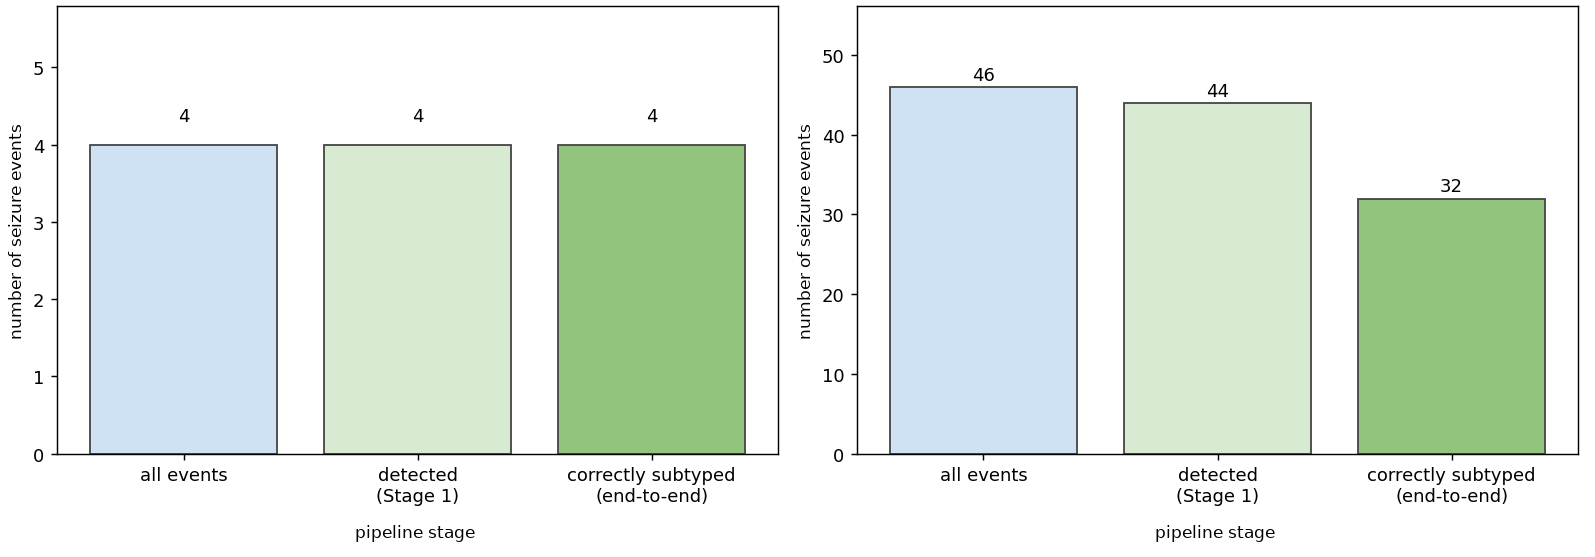 number of seizure events
5
4
3
2
1
0
4
4
4
all events
detected
(Stage 1)
correctly subtyped
(end-to-end)
pipeline stage
number of seizure events
50
40
30
20
10
0
46
44
32
all events
detected
(Stage 1)
correctly subtyped
(end-to-end)
pipeline stage